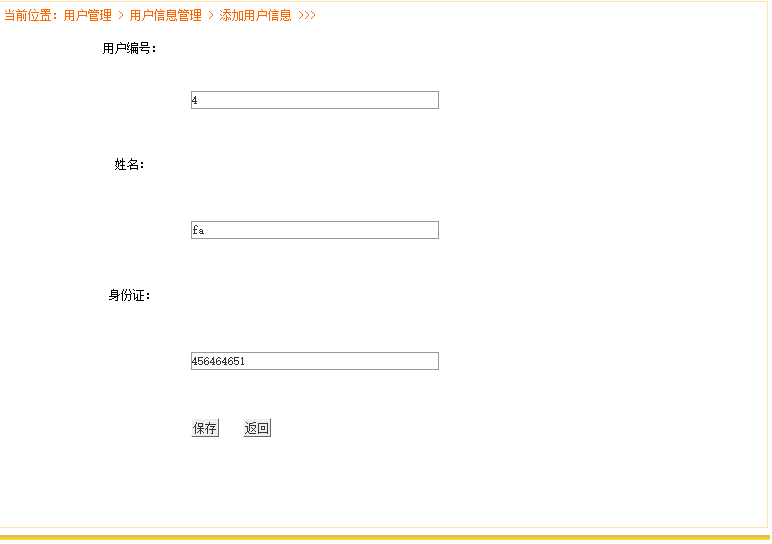 当前位置：用户管理 > 用户信息管理 > 添加用户信息 >>>
用户编号：
4
姓名：
fa
身份证：
456464651
保存 返回